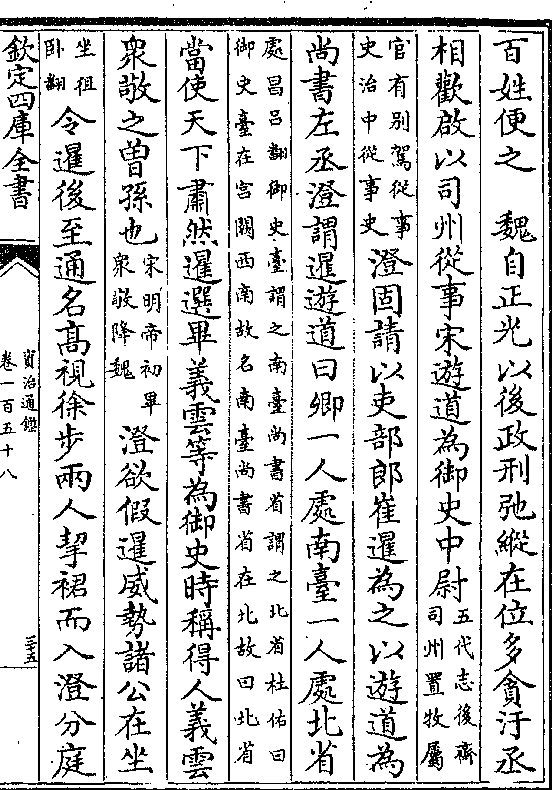 百姓便之　魏自正光以後政刑弛縱在位多貪汙丞
相歡啟以司州從事宋遊道為御史中尉
五代志後齊
司州置牧屬
官有别駕從事
史治中從事史
澄固請以吏部郎崔暹為之以遊道為
尚書左丞澄謂暹遊道曰卿一人處南臺一人處北省
處昌呂翻御史臺謂之南臺尚書省謂之北省杜佑曰
御史臺在宫闕西南故名南臺尚書省在北故曰北省
當使天下肅然暹選畢義雲等為御史時稱得人義雲
衆敬之曽孫也
宋明帝初畢
衆敬降魏
澄欲假暹威勢諸公在坐
坐徂
卧翻
令暹後至通名髙視徐步兩人挈裾而入澄分庭
欽定四庫全書
資治通鑑
卷一百五十八
三十五